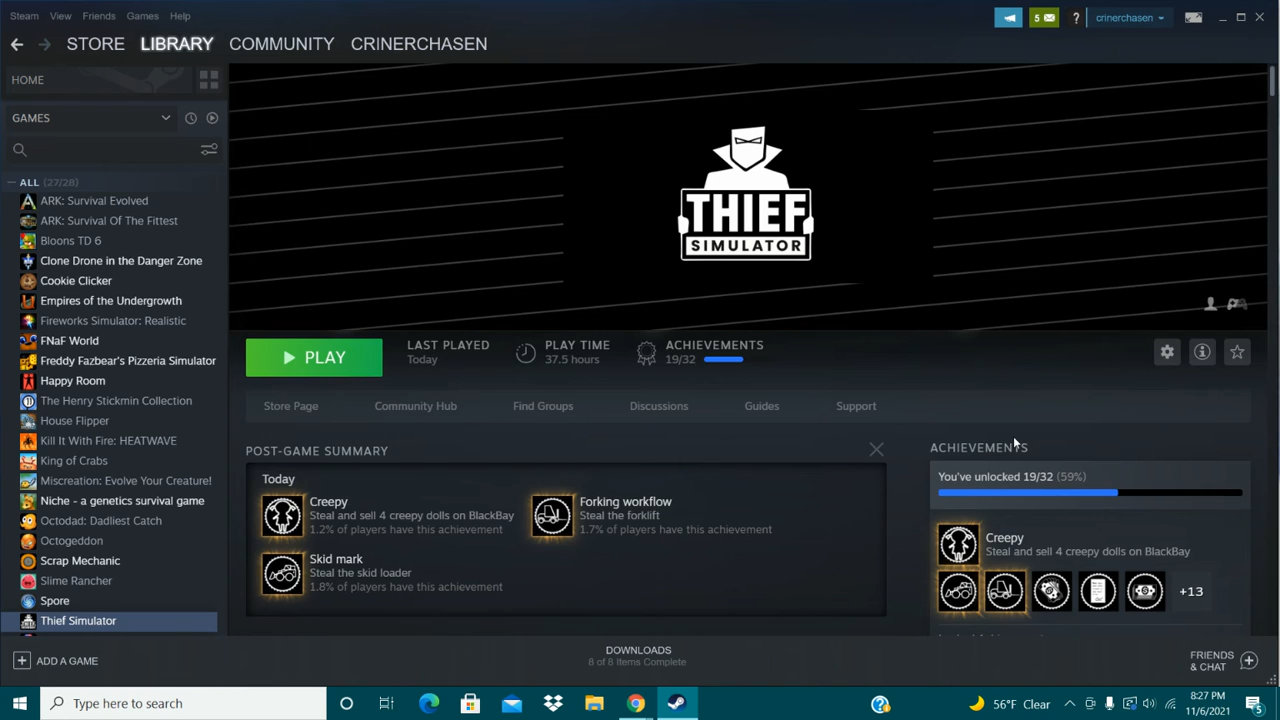 Steam View Friends Games Help
5 ? crinerchasen
STORE LIBRARY COMMUNITY CRINERCHASEN
HOME
GAMES
ALL (27/28)
ARK: Survival Evolved
ARK: Survival Of The Fittest
Bloons TD 6
Clone Drone in the Danger Zone
Cookie Clicker
Empires of the Undergrowth
Fireworks Simulator: Realistic
FNaF World
Freddy Fazbear's Pizzeria Simulator
Happy Room
The Henry Stickmin Collection
House Flipper
Kill It With Fire: HEATWAVE
King of Crabs
Miscreation: Evolve Your Creature!
Niche - a genetics survival game
Octodad: Dadliest Catch
Octogeddon
Scrap Mechanic
Slime Rancher
Spore
Thief Simulator
ADD A GAME
THIEF
SIMULATOR
PLAY
LAST PLAYED
Today
PLAY TIME
37.5 hours
ACHIEVEMENTS
19/32
Store Page Community Hub Find Groups Discussions Guides Support
POST-GAME SUMMARY
Today
Creepy
Steal and sell 4 creepy dolls on BlackBay
1.2% of players have this achievement
Forking workflow
Steal the forklift
1.7% of players have this achievement
Skid mark
Steal the skid loader
1.8% of players have this achievement
ACHIEVEMENTS
You've unlocked 19/32 (59%)
Creepy
Steal and sell 4 creepy dolls on BlackBay
+13
DOWNLOADS
8 of 8 Items Complete
FRIENDS
& CHAT
Type here to search
56°F Clear
8:27 PM
11/6/2021
5